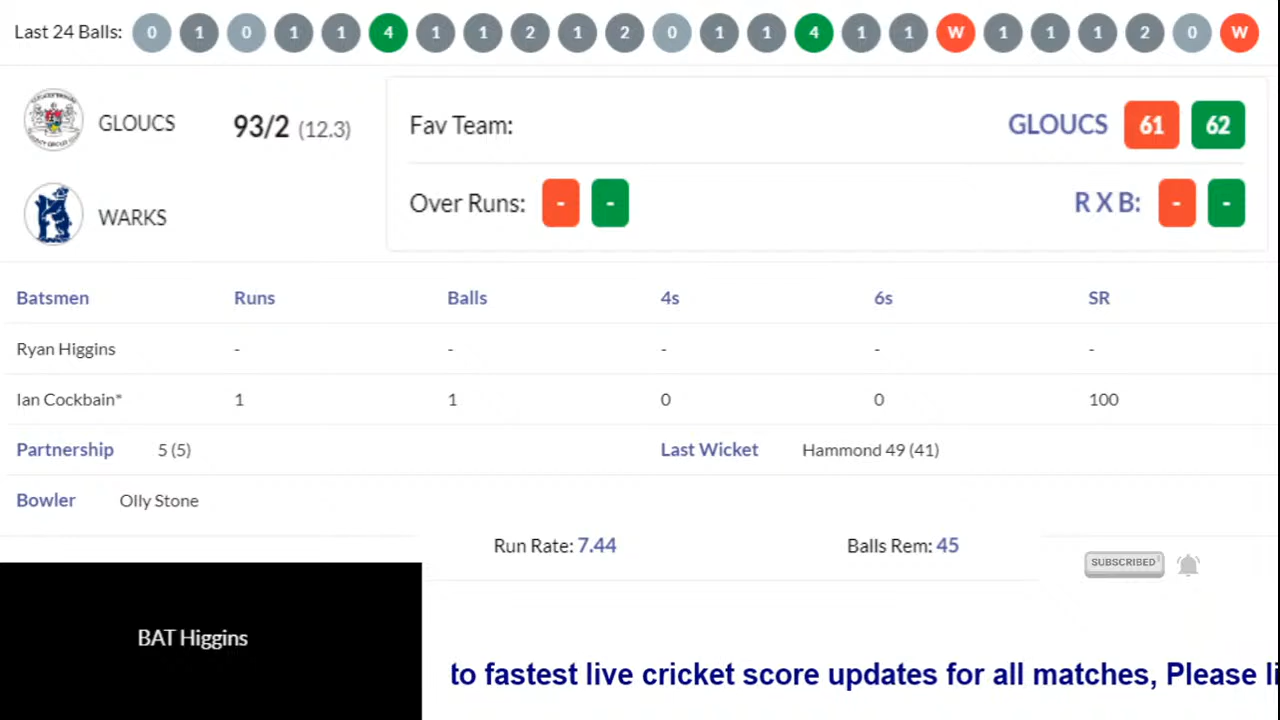 Last 24 Balls: 0 1 0 1 1 4 1 1 2 1 2 0 1 1 4 1 1 W 1 1 1 2 0 W
GLOUCS 93/2 (12.3)
Fav Team: GLOUCS 61 62
WARKS
Over Runs: - - R X B: - -
Batsmen Runs Balls 4s 6s SR
Ryan Higgins - - - - -
Ian Cockbain* 1 1 0 0 100
Partnership 5 (5) Last Wicket Hammond 49 (41)
Bowler Olly Stone
Run Rate: 7.44 Balls Rem: 45
SUBSCRIBED
BAT Higgins
to fastest live cricket score updates for all matches, Please li